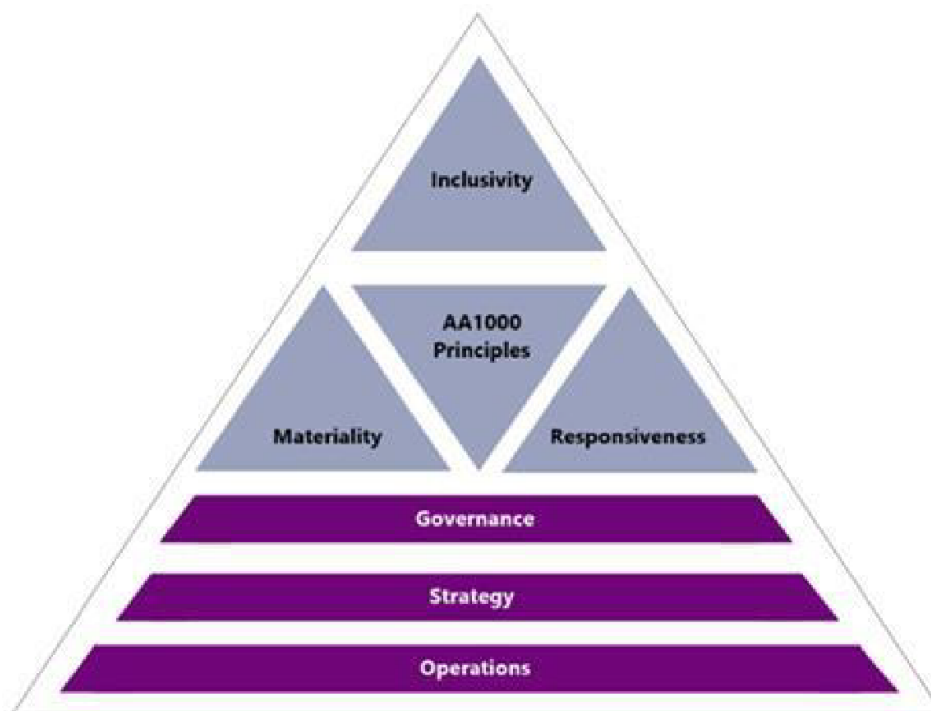 Inclusivity
AA1000
Principles
Materiality
Responsiveness
Governance
Strategy
Operations